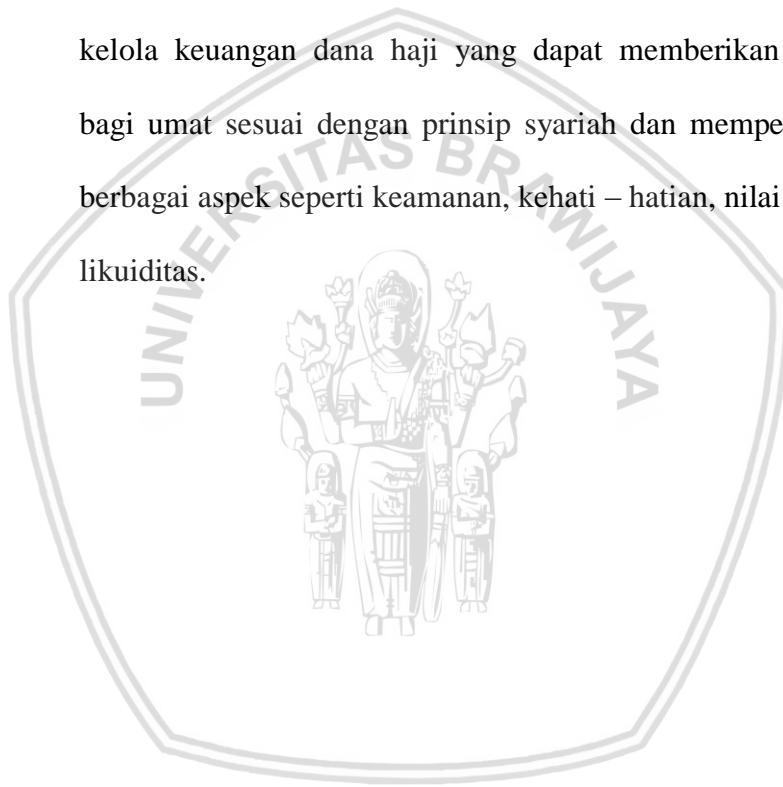 kelola keuangan dana haji yang dapat memberikan
bagi umat sesuai dengan prinsip syariah dan mempe
berbagai aspek seperti keamanan, kehati – hatian, nilai
likuiditas.
UNIVERSITAS BRAWIJAYA